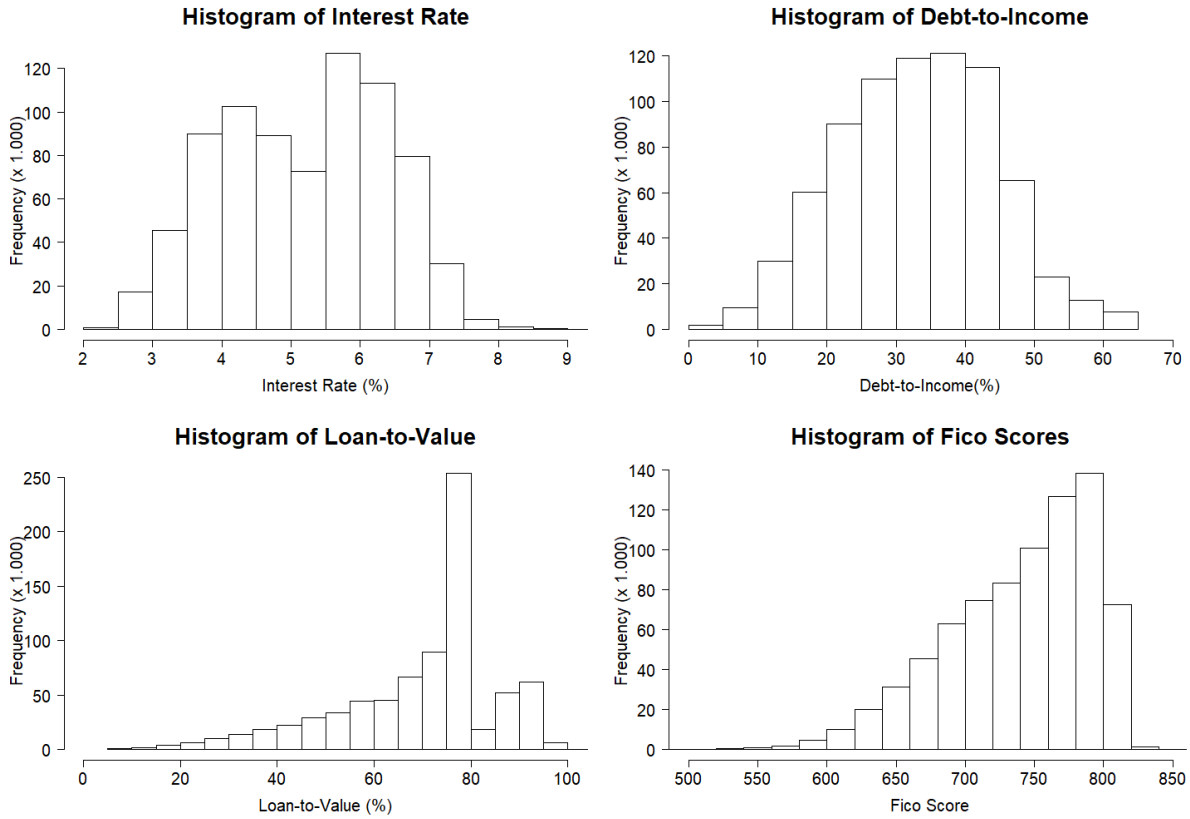 Histogram of Interest Rate
Frequency (x 1.000)
120
100
80
60
40
20
0
2 3 4 5 6 7 8 9
Interest Rate (%)
Histogram of Debt-to-Income
Frequency (x 1.000)
120
100
80
60
40
20
0
0 10 20 30 40 50 60 70
Debt-to-Income(%)
Histogram of Loan-to-Value
Frequency (x 1.000)
250
200
150
100
50
0
0 20 40 60 80 100
Loan-to-Value (%)
Histogram of Fico Scores
Frequency (x 1.000)
140
120
100
80
60
40
20
0
500 550 600 650 700 750 800 850
Fico Score